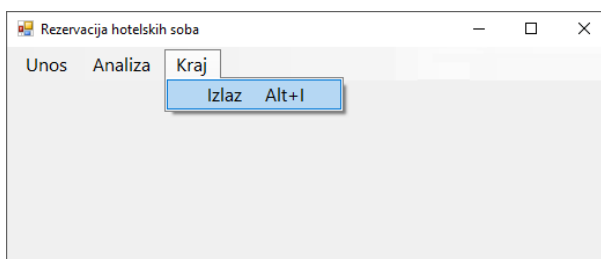 Rezervacija hotelskih soba
Unos Analiza Kraj
Izlaz Alt+I